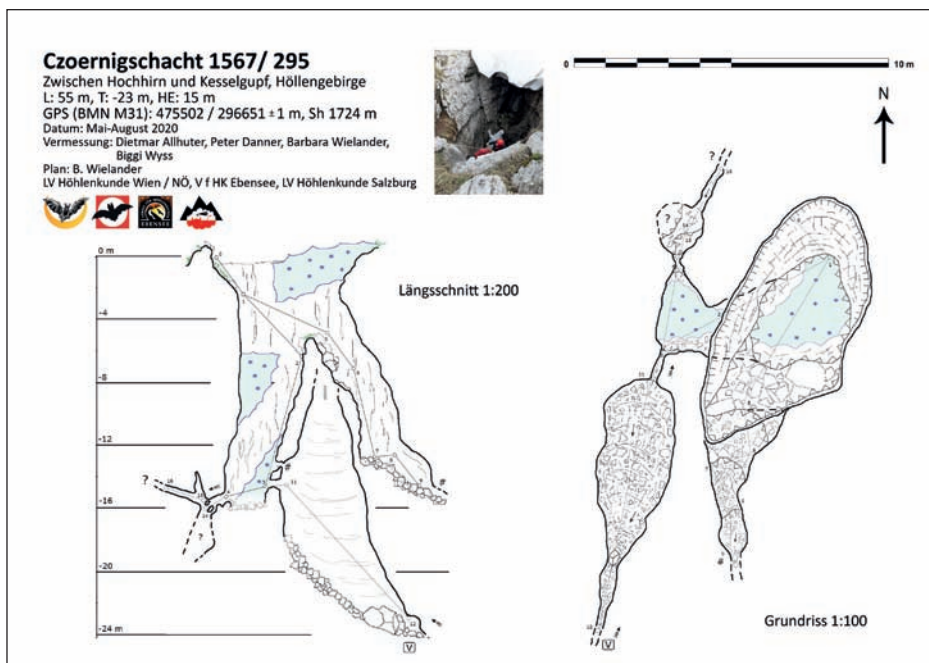 Czoernigschacht 1567/ 295
Zwischen Hochhirn und Kesselgupf, Höllengebirge
L: 55 m, T: -23 m, HE: 15 m
GPS (BMN M31): 475502 / 296651 ±1 m, Sh 1724 m
Datum: Mai-August 2020
Vermessung: Dietmar Allhuter, Peter Danner, Barbara Wielander,
Biggi Wyss
Plan: B. Wielander
LV Höhlenkunde Wien / NÖ, V f HK Ebensee, LV Höhlenkunde Salzburg
EBENSEE
0
10 m
N
0 m
-4
-8
-12
-16
-20
-24 m
Längsschnitt 1:200
?
?
#
#
V
?
?
#
V
Grundriss 1:100